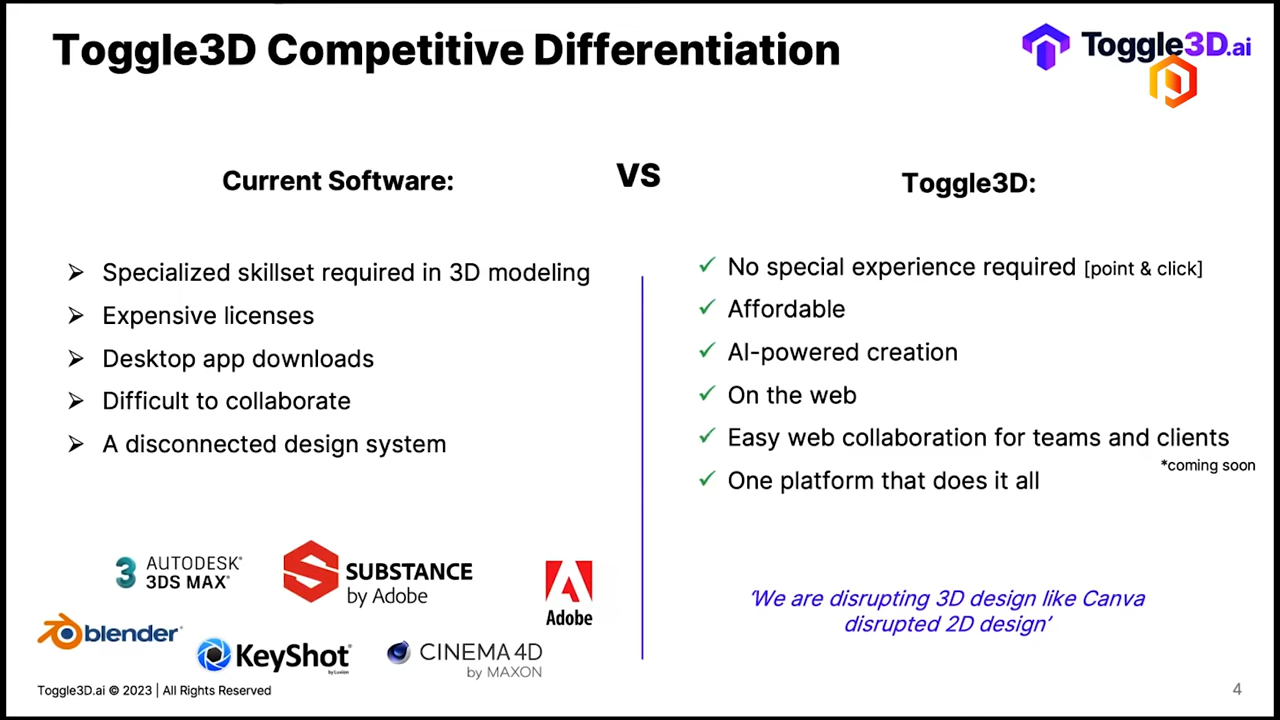 Toggle3D Competitive Differentiation
Toggle3D.ai
Current Software:
VS
Toggle3D:
Specialized skillset required in 3D modeling
Expensive licenses
Desktop app downloads
Difficult to collaborate
A disconnected design system
No special experience required [point & click]
Affordable
AI-powered creation
On the web
Easy web collaboration for teams and clients
*coming soon
One platform that does it all
3 AUTODESK®
3DS MAX®
SUBSTANCE
by Adobe
Adobe
blender®
KeyShot®
by Luxion
CINEMA 4D
by MAXON
'We are disrupting 3D design like Canva
disrupted 2D design'
Toggle3D.ai © 2023 | All Rights Reserved
4